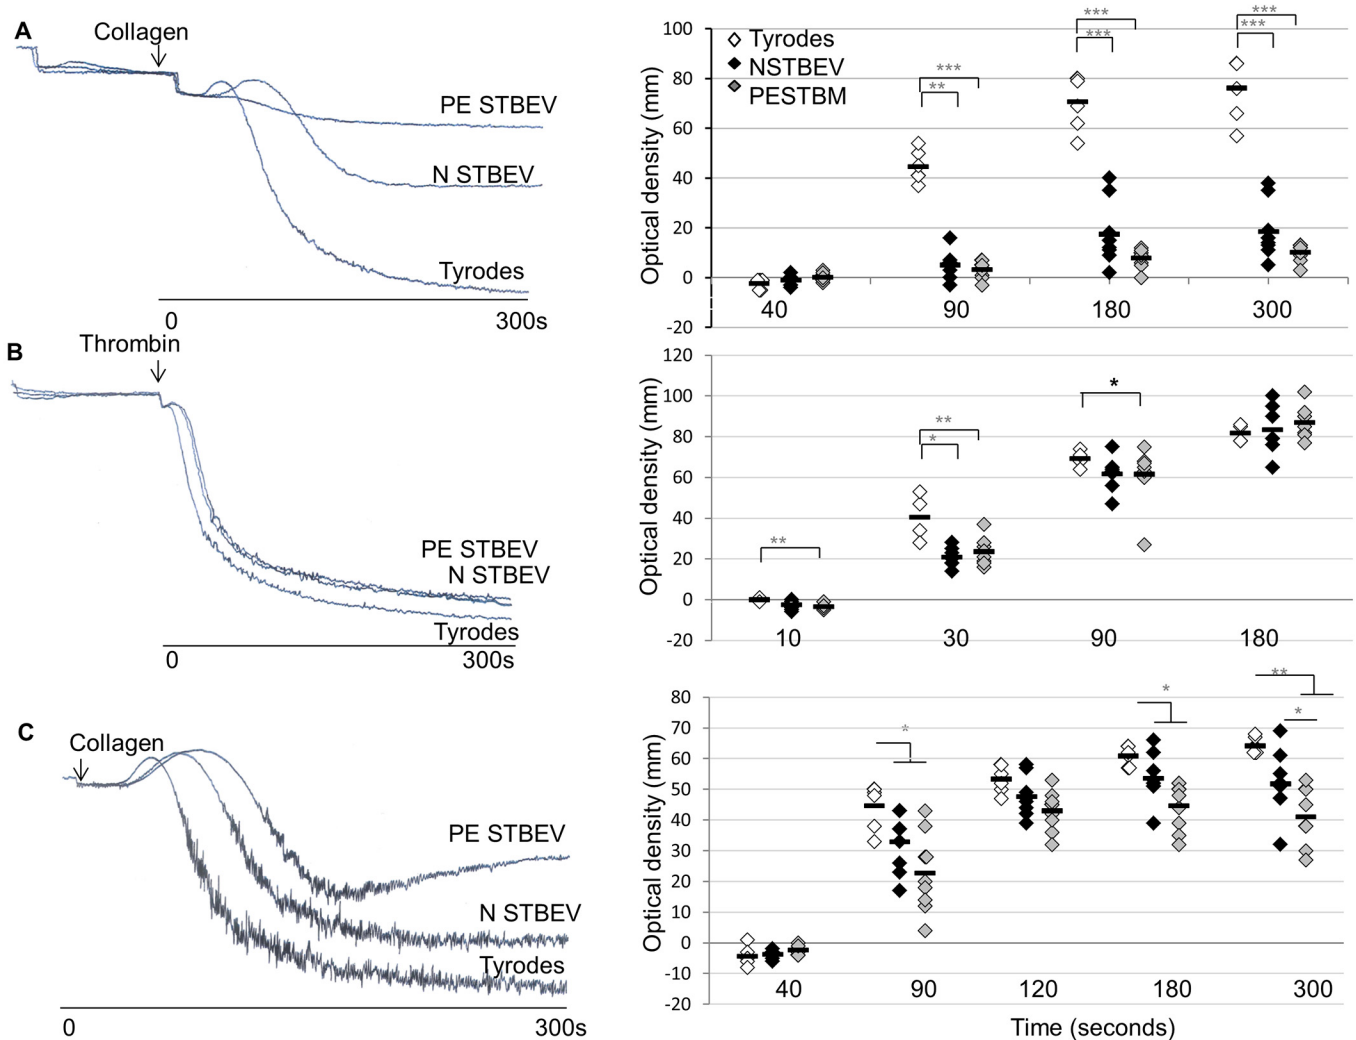 A
Collagen
PE STBEV
N STBEV
Tyrodes
0
300s
Optical density (mm)
100
80
60
40
20
0
-20
Tyrodes
NSTBEV
PESTBM
***
**
***
***
***
***
40
90
180
300
B
Thrombin
PE STBEV
N STBEV
Tyrodes
0
300s
Optical density (mm)
120
100
80
60
40
20
0
-20
**
**
*
*
10
30
90
180
C
Collagen
PE STBEV
N STBEV
Tyrodes
0
300s
Optical density (mm)
80
70
60
50
40
30
20
10
0
-10
-20
*
*
**
*
40
90
120
180
300
Time (seconds)